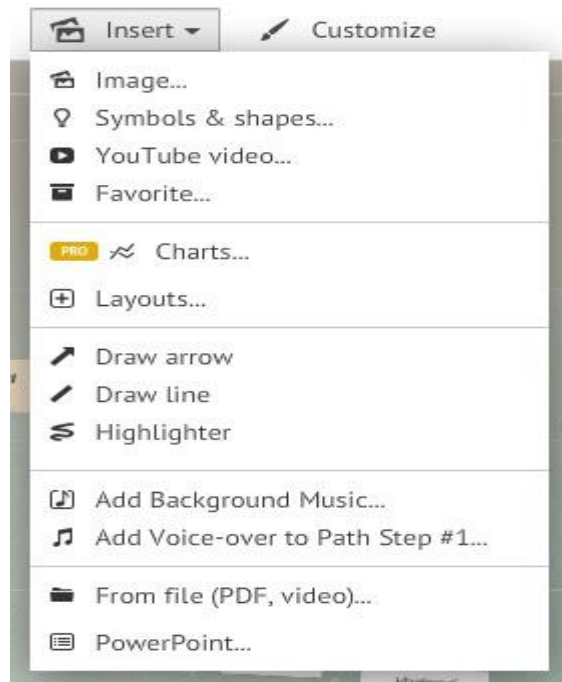 Insert Customize
Image...
Symbols & shapes...
YouTube video...
Favorite...
PRO Charts...
Layouts...
Draw arrow
Draw line
Highlighter
Add Background Music...
Add Voice-over to Path Step #1...
From file (PDF, video)...
PowerPoint...